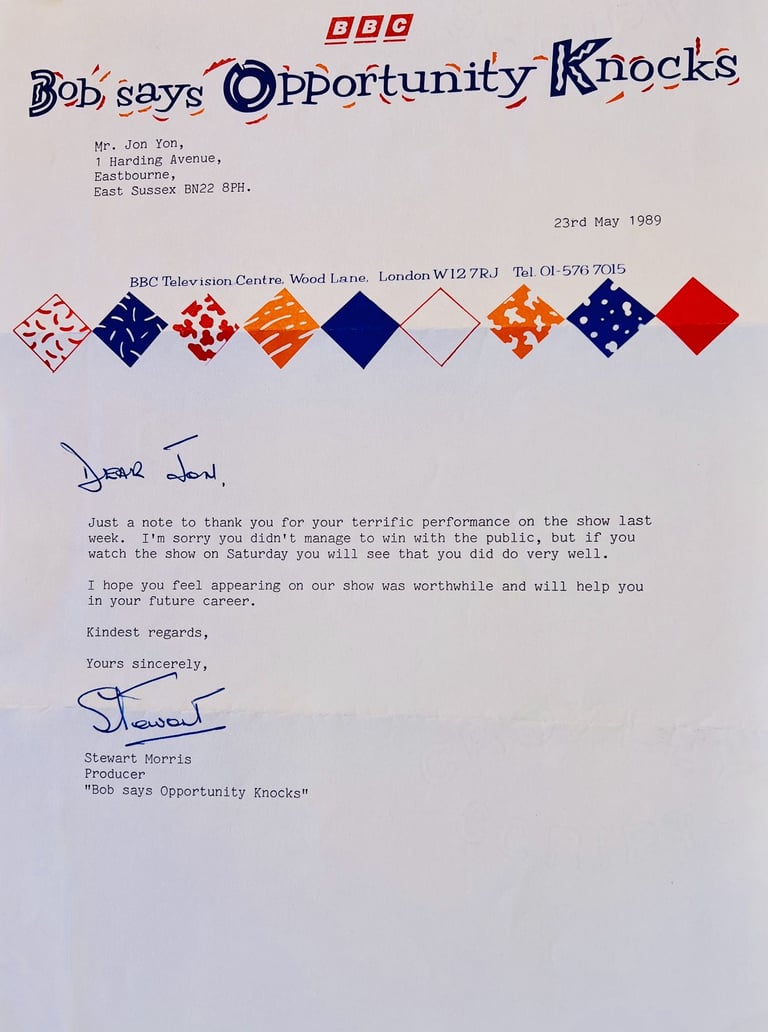 BBC
Bob says Opportunity Knocks
Mr. Jon Yon,
1 Harding Avenue,
Eastbourne,
East Sussex BN22 8PH.
23rd May 1989
BBC Television Centre, Wood Lane, London W12 7RJ Tel. 01-576 7015
DEAR JON,
Just a note to thank you for your terrific performance on the show last
week. I'm sorry you didn't manage to win with the public, but if you
watch the show on Saturday you will see that you did do very well.
I hope you feel appearing on our show was worthwhile and will help you
in your future career.
Kindest regards,
Yours sincerely,
Stewart
Stewart Morris
Producer
"Bob says Opportunity Knocks"